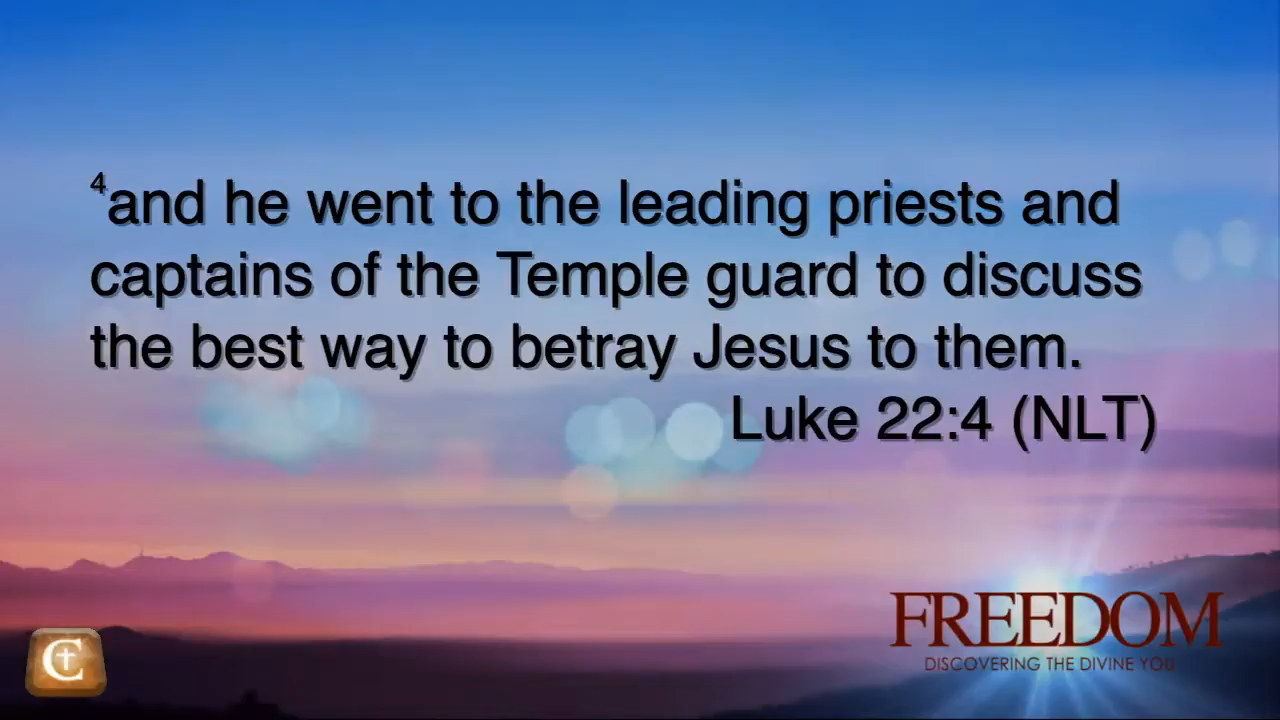 ⁴and he went to the leading priests and
captains of the Temple guard to discuss
the best way to betray Jesus to them.
Luke 22:4 (NLT)
FREEDOM
DISCOVERING THE DIVINE YOU
C